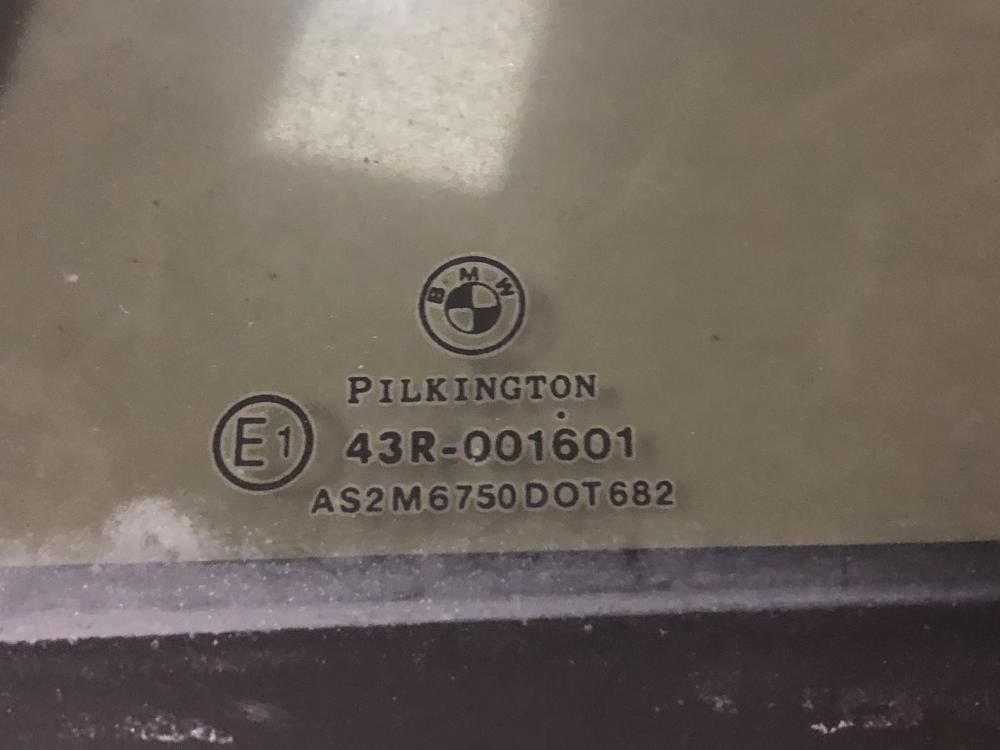 BMW
PILKINGTON
E1 43R-001601
AS2M6750DOT682